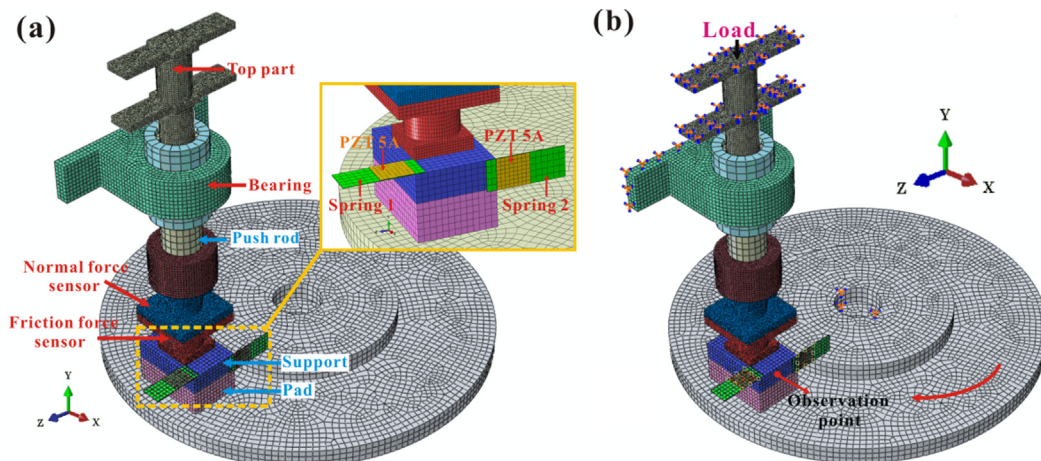 (a)
Top part
Bearing
Push rod
Normal force
sensor
Friction force
sensor
Support
Pad
Y
Z
X
PZT 5A
PZT 5A
Spring 1
Spring 2
(b)
Load
Y
Z
X
Observation
point